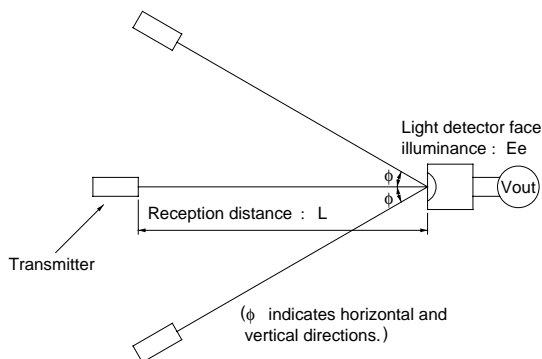 Light detector face
illuminance : Ee
ϕ
ϕ
Vout
Reception distance : L
Transmitter
(ϕ indicates horizontal and
vertical directions.)